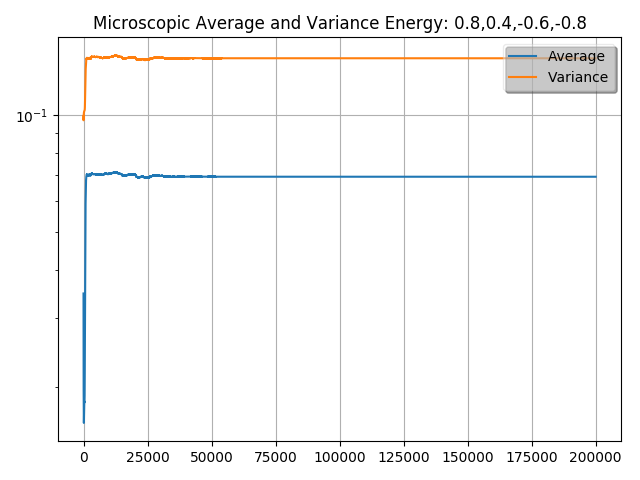 Microscopic Average and Variance Energy: 0.8,0.4,-0.6,-0.8
Average
Variance
10⁻¹
0 25000 50000 75000 100000 125000 150000 175000 200000